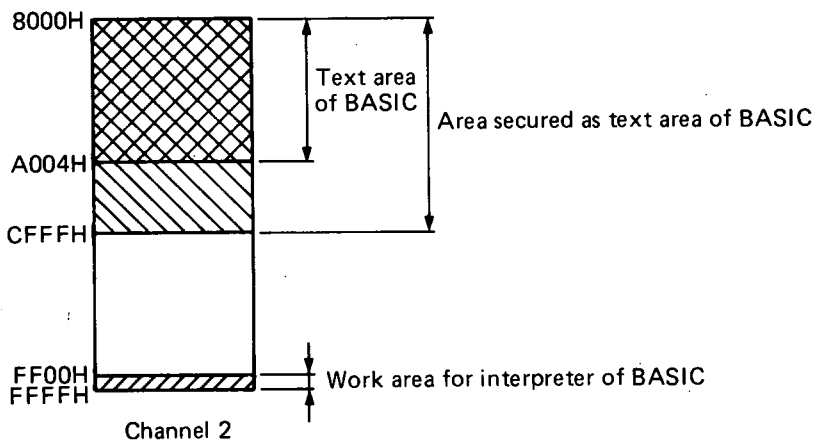 8000H
Text area
of BASIC
Area secured as text area of BASIC
A004H
CFFFH
FF00H
Work area for interpreter of BASIC
FFFFH
Channel 2